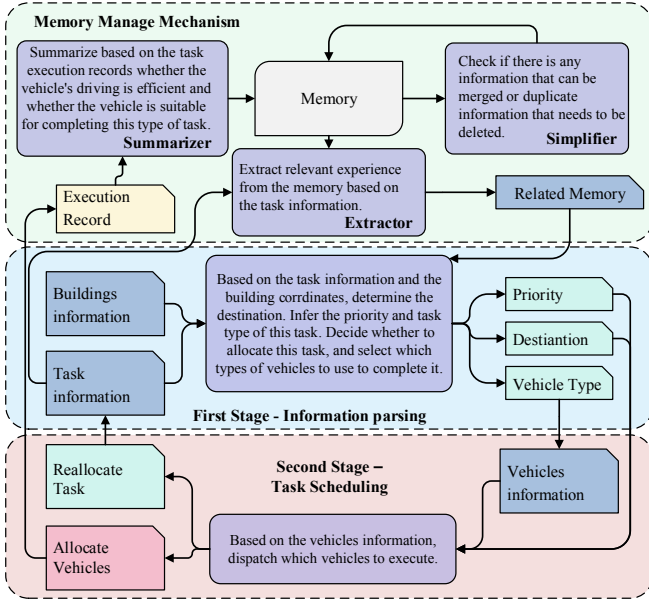 Memory Manage Mechanism
Summarize based on the task
execution records whether the
vehicle's driving is efficient and
whether the vehicle is suitable
for completing this type of task.
Summarizer
Memory
Check if there is any
information that can be
merged or duplicate
information that needs to be
deleted.
Simplifier
Execution
Record
Extract relevant experience
from the memory based on
the task information.
Extractor
Related Memory
Buildings
information
Task
information
Based on the task information and the
building corrdinates, determine the
destination. Infer the priority and task
type of this task. Decide whether to
allocate this task, and select which
types of vehicles to use to complete it.
Priority
Destiantion
Vehicle Type
First Stage - Information parsing
Second Stage –
Task Scheduling
Reallocate
Task
Allocate
Vehicles
Based on the vehicles information,
dispatch which vehicles to execute.
Vehicles
information